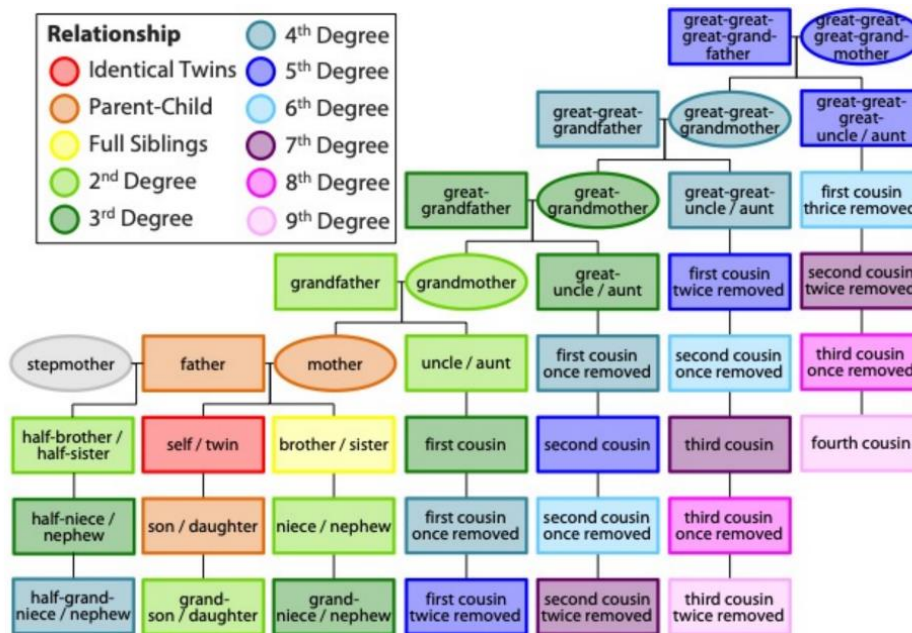 Relationship
Identical Twins
Parent-Child
Full Siblings
2nd Degree
3rd Degree
4th Degree
5th Degree
6th Degree
7th Degree
8th Degree
9th Degree
great-great-
great-grand-
father
great-great-
great-grand-
mother
great-great-
grandfather
great-great-
grandmother
great-great-
great-
uncle / aunt
great-
grandfather
great-
grandmother
great-great-
uncle / aunt
first cousin
thrice removed
grandfather
grandmother
great-
uncle / aunt
first cousin
twice removed
second cousin
twice removed
stepmother
father
mother
uncle / aunt
first cousin
once removed
second cousin
once removed
third cousin
once removed
half-brother /
half-sister
self / twin
brother / sister
first cousin
second cousin
third cousin
fourth cousin
half-niece /
nephew
son / daughter
niece / nephew
first cousin
once removed
second cousin
once removed
third cousin
once removed
half-grand-
niece / nephew
grand-
son / daughter
grand-
niece / nephew
first cousin
twice removed
second cousin
twice removed
third cousin
twice removed